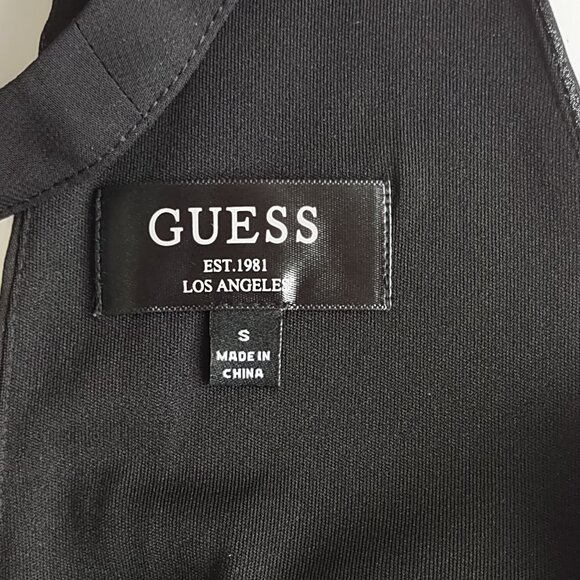 GUESS
EST.1981
LOS ANGELES
S
MADE IN
CHINA